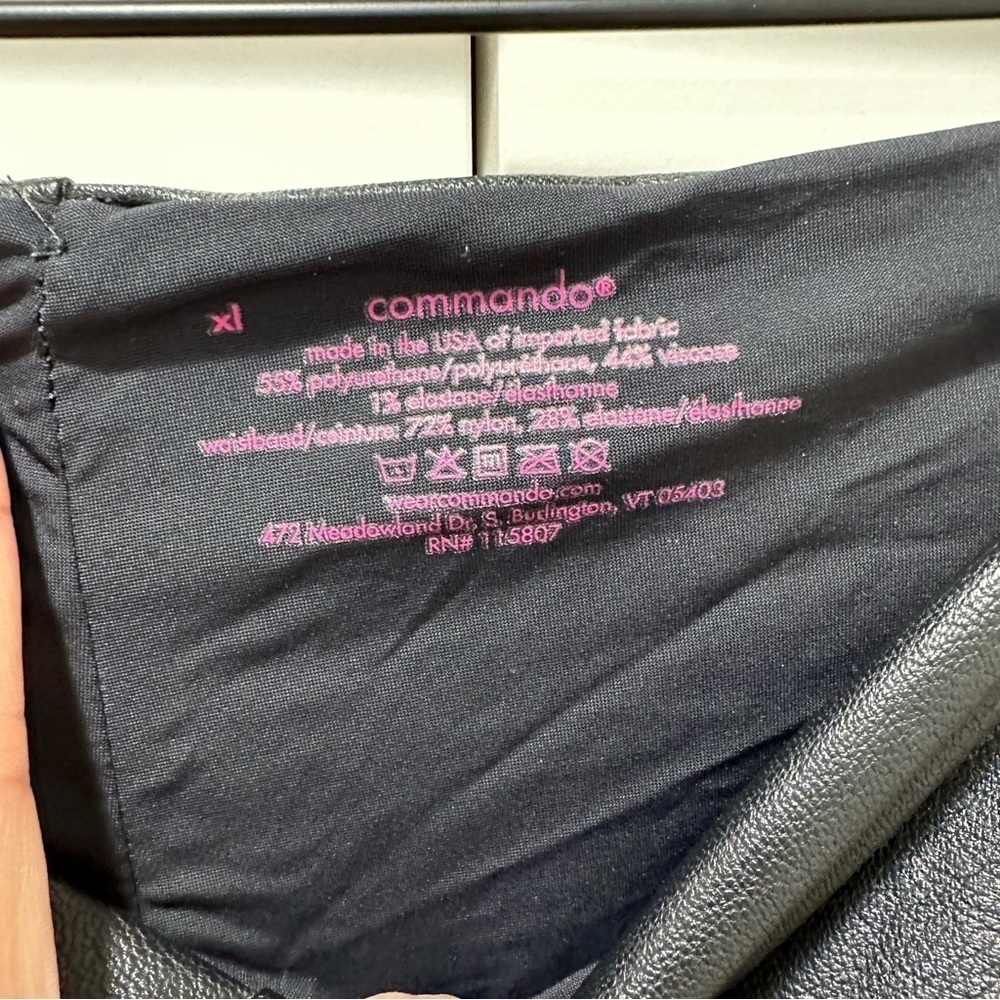 xl
commando®
made in the USA of imported fabric
55% polyurethane/polyuréthane, 44% viscose
1% elastane/élasthanne
waistband/ceinture 72% nylon, 28% elastane/élasthanne
wearcommando.com
472 Meadowland Dr, S. Burlington, VT 05403
RN# 115807